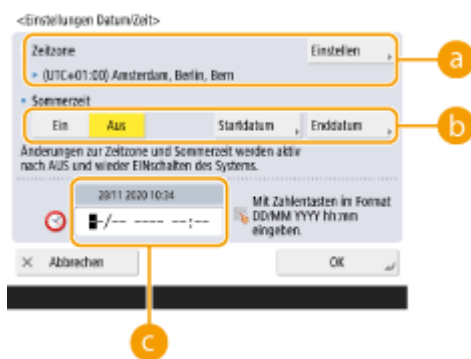 <Einstellungen Datum/Zeit>
Zeitzone
Einstellen
a
(UTC+01:00) Amsterdam, Berlin, Bern
Sommerzeit
Ein
Aus
Startdatum
Enddatum
b
Änderungen zur Zeitzone und Sommerzeit werden aktiv
nach AUS und wieder EINschalten des Systems.
28/11 2020 10:34
-/-- ---- --:--
Mit Zahlentasten im Format
DD/MM YYYY hh:mm
eingeben.
× Abbrechen
OK
c